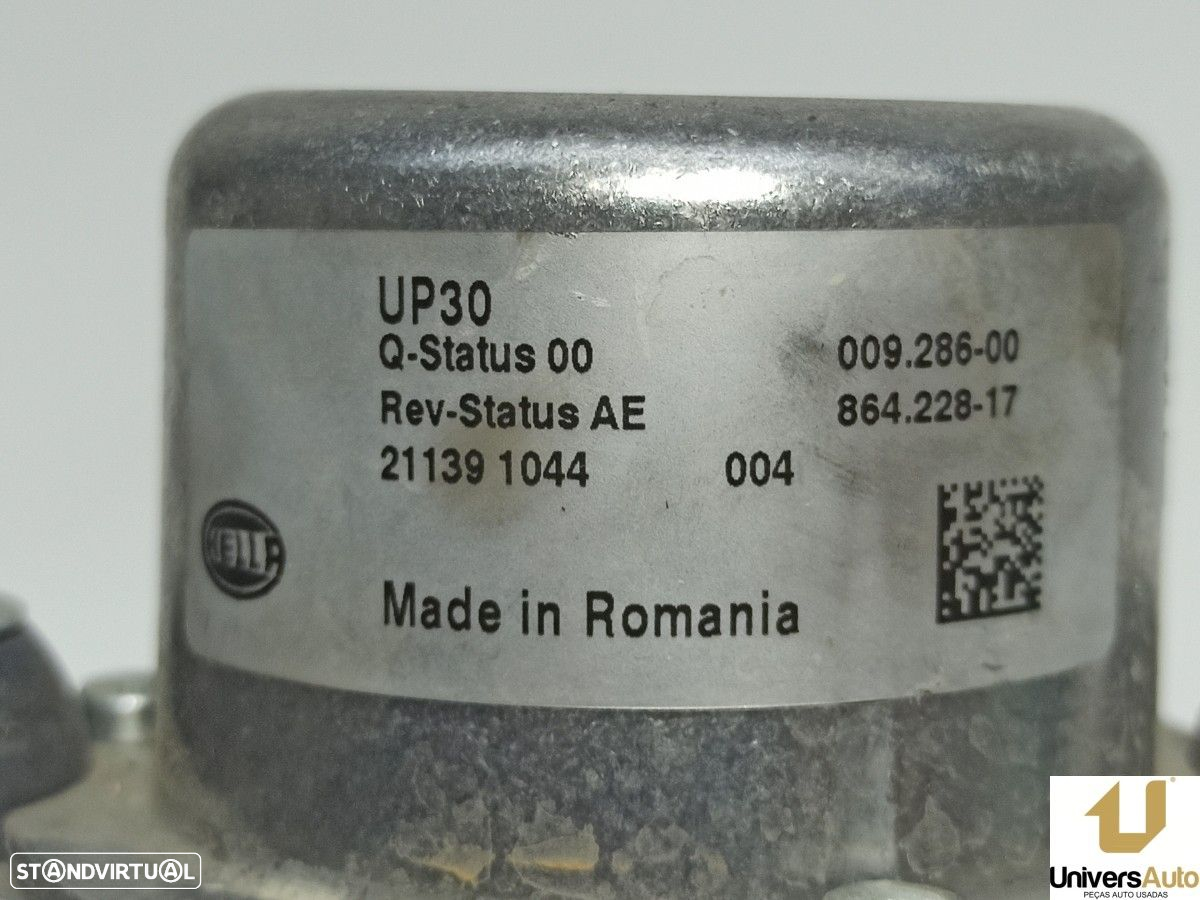 UP30
Q-Status 00 009.286-00
Rev-Status AE 864.228-17
21139 1044 004
HELLA
Made in Romania
STANDVIRTUAL
UniversAuto
PEÇAS AUTO USADAS